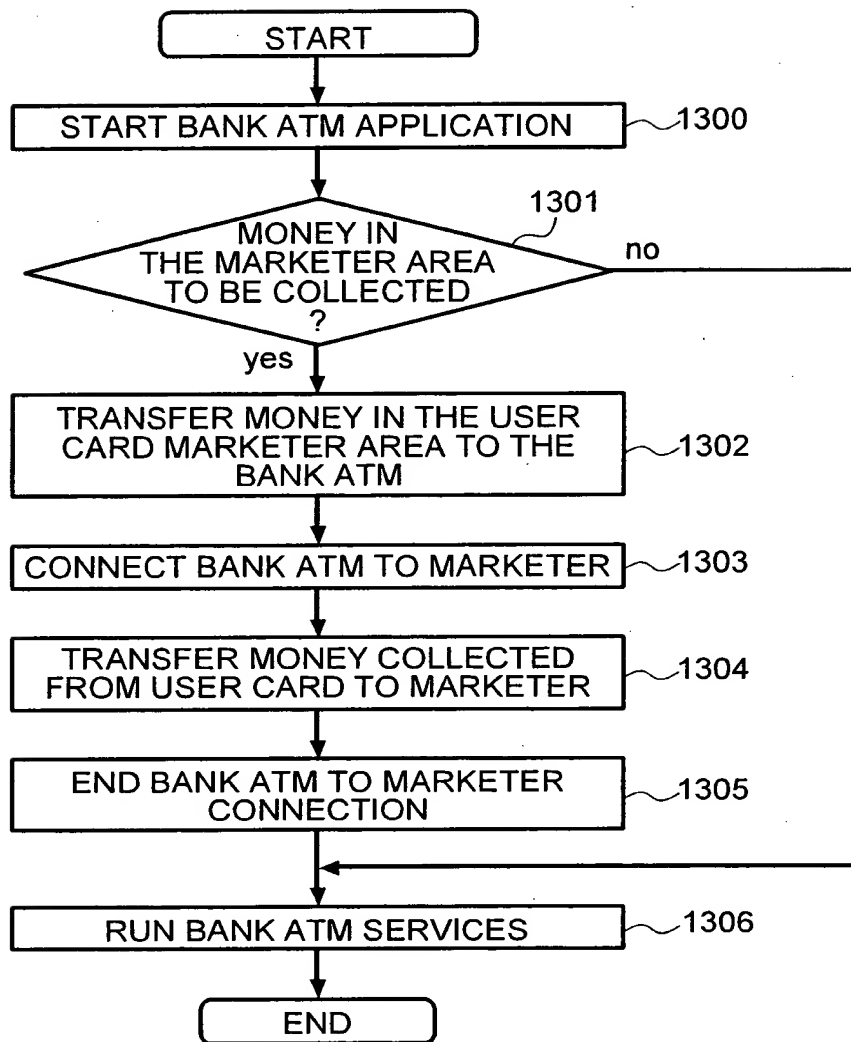 START
START BANK ATM APPLICATION
1300
1301
MONEY IN
THE MARKETER AREA
TO BE COLLECTED
?
no
yes
TRANSFER MONEY IN THE USER
CARD MARKETER AREA TO THE
BANK ATM
1302
CONNECT BANK ATM TO MARKETER
1303
TRANSFER MONEY COLLECTED
FROM USER CARD TO MARKETER
1304
END BANK ATM TO MARKETER
CONNECTION
1305
RUN BANK ATM SERVICES
1306
END